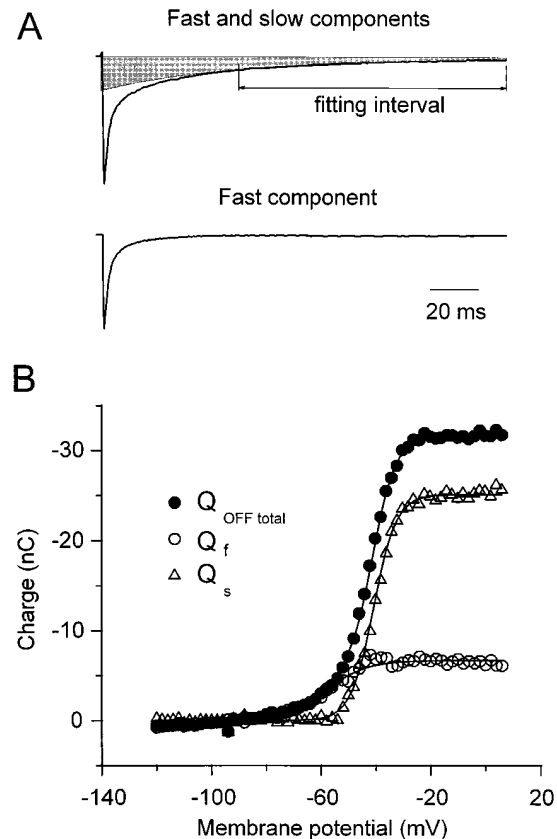 A
Fast and slow components
fitting interval
Fast component
20 ms
B
-30
-20
-10
0
Charge (nC)
Q OFF total
Q f
Q s
-140 -100 -60 -20 20
Membrane potential (mV)